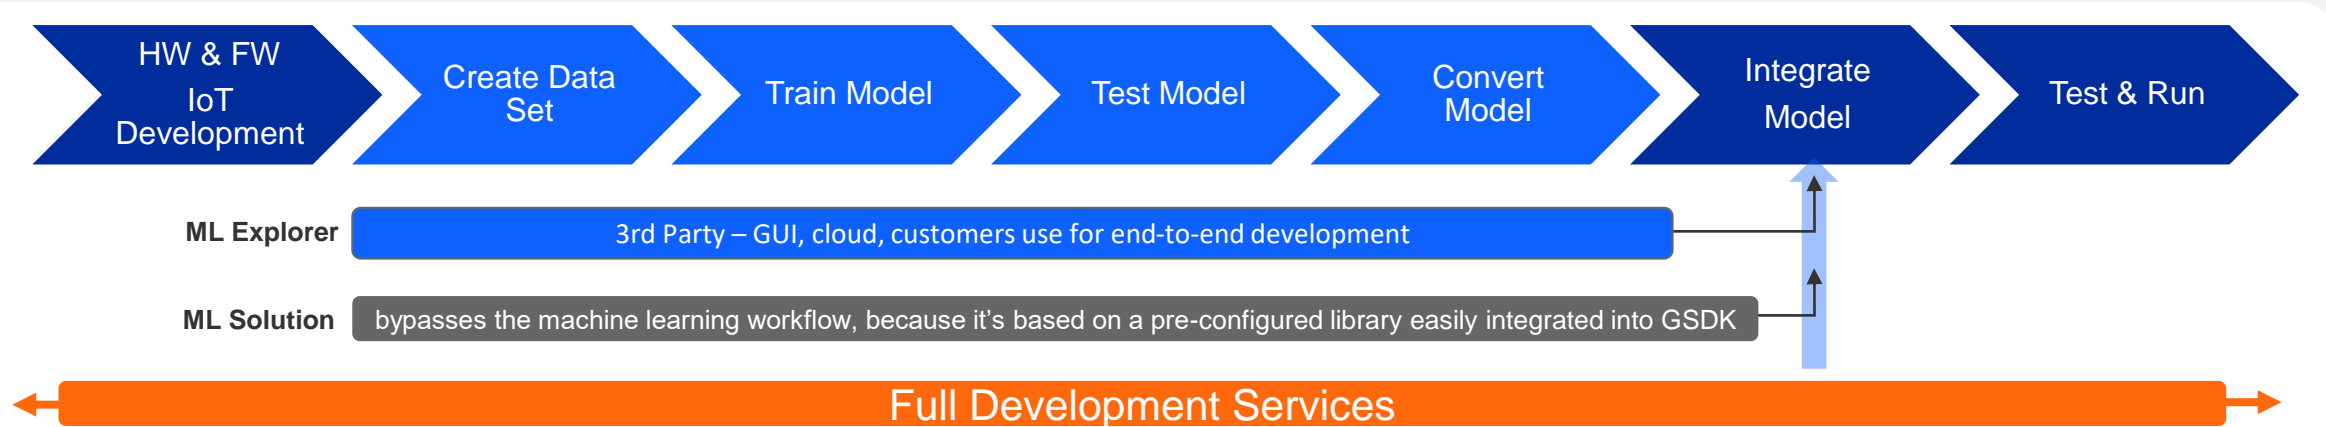 HW & FW
IoT
Development
Create Data
Set
Train Model
Test Model
Convert
Model
Integrate
Model
Test & Run
ML Explorer
3rd Party – GUI, cloud, customers use for end-to-end development
ML Solution
bypasses the machine learning workflow, because it’s based on a pre-configured library easily integrated into GSDK
Full Development Services